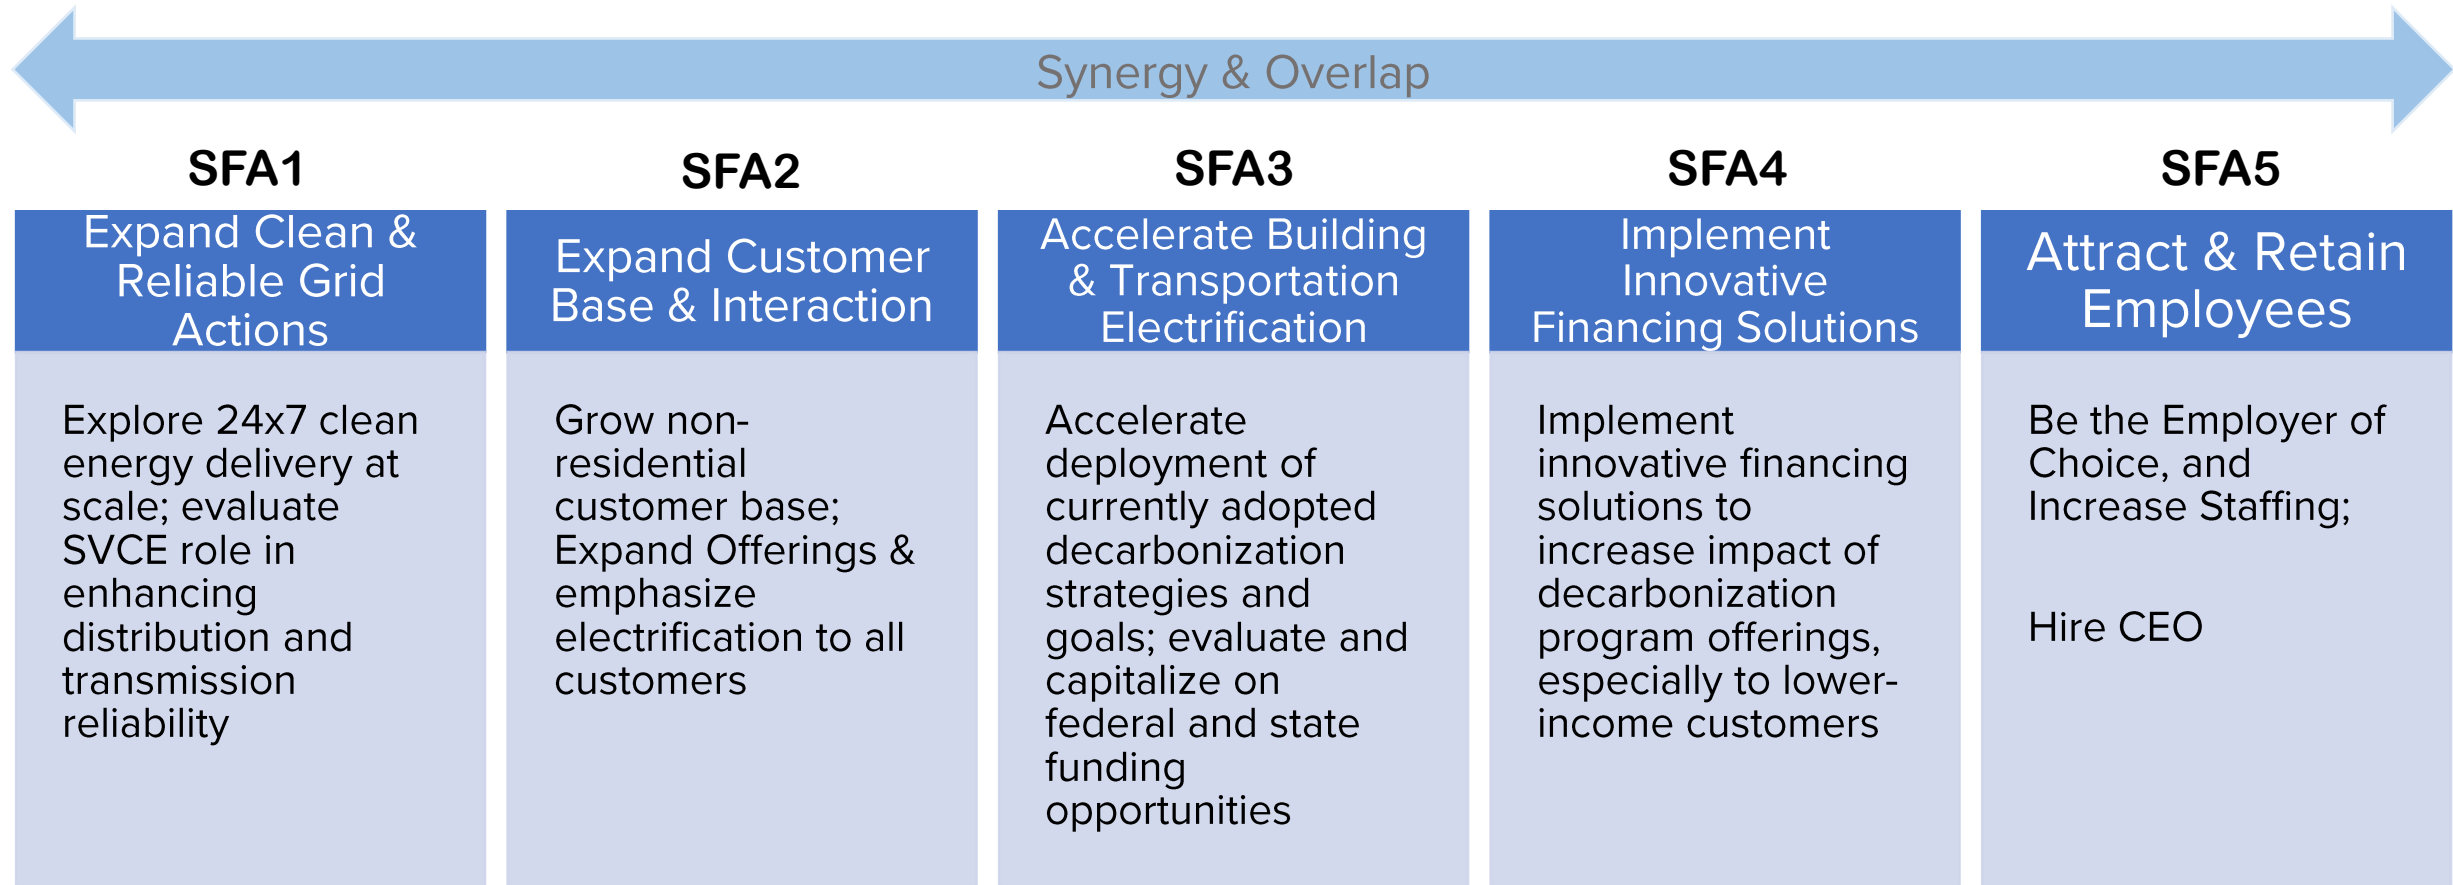 Synergy & Overlap
SFA1
Expand Clean &
Reliable Grid
Actions
Explore 24x7 clean
energy delivery at
scale; evaluate
SVCE role in
enhancing
distribution and
transmission
reliability
SFA2
Expand Customer
Base & Interaction
Grow non-
residential
customer base;
Expand Offerings &
emphasize
electrification to all
customers
SFA3
Accelerate Building
& Transportation
Electrification
Accelerate
deployment of
currently adopted
decarbonization
strategies and
goals; evaluate and
capitalize on
federal and state
funding
opportunities
SFA4
Implement
Innovative
Financing Solutions
Implement
innovative financing
solutions to
increase impact of
decarbonization
program offerings,
especially to lower-
income customers
SFA5
Attract & Retain
Employees
Be the Employer of
Choice, and
Increase Staffing;
Hire CEO